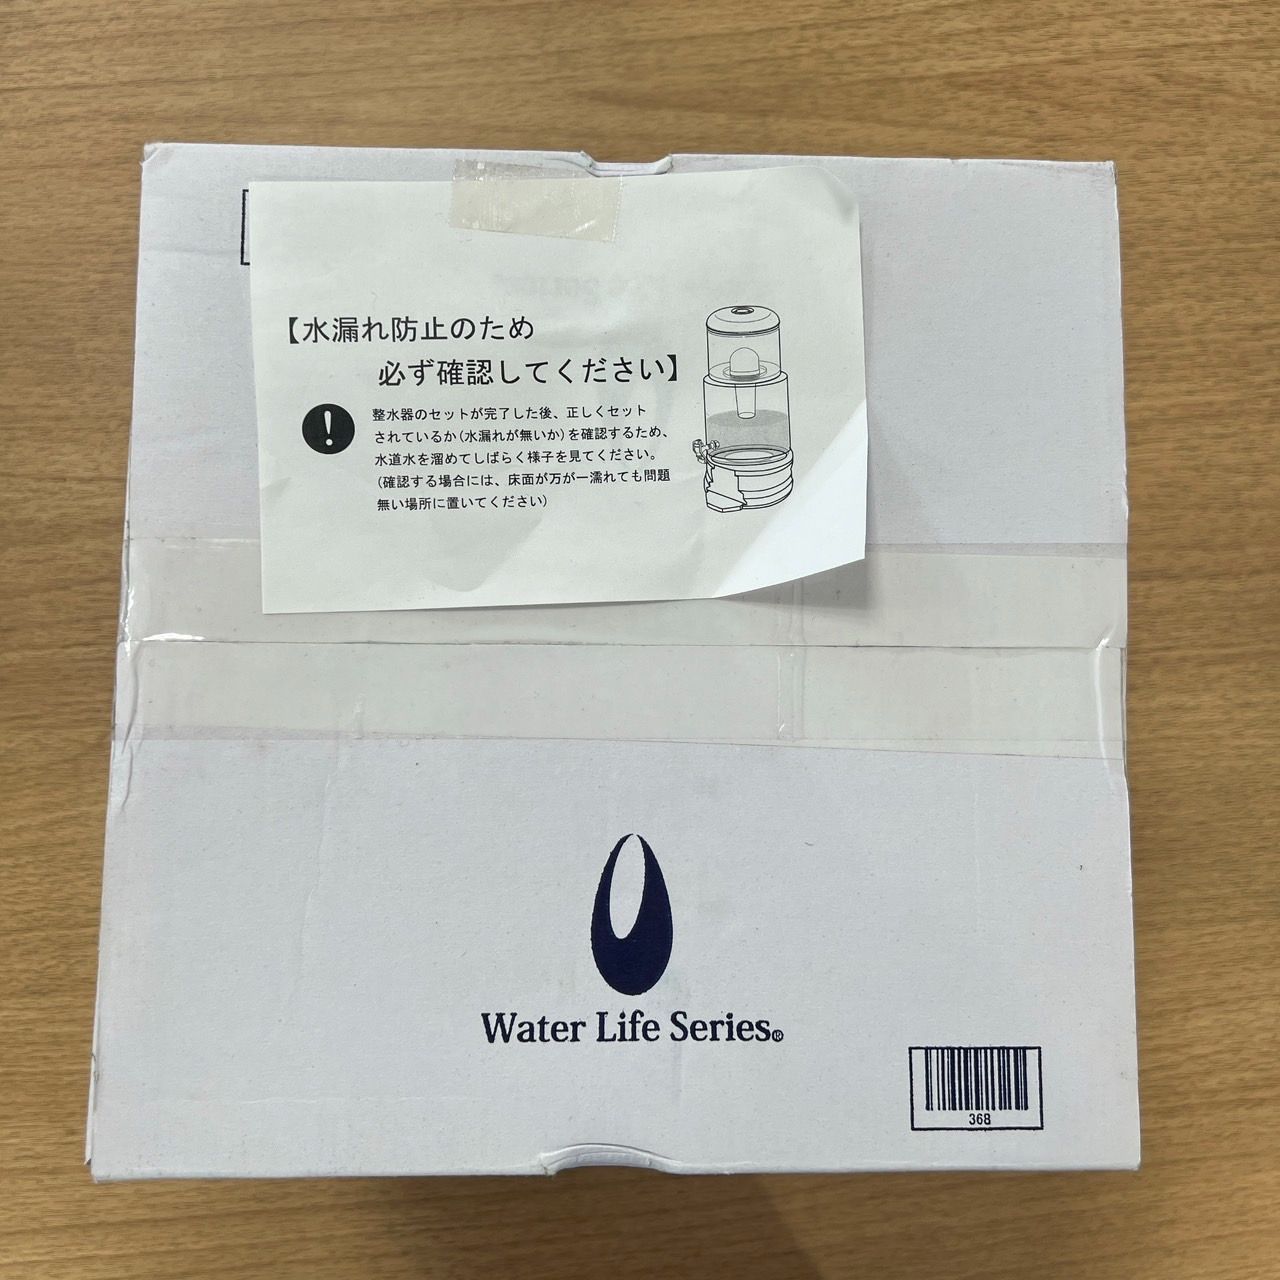 【水漏れ防止のため
必ず確認してください】
整水器のセットが完了した後、正しくセット
されているか(水漏れが無いか)を確認するため、
水道水を溜めてしばらく様子を見てください。
(確認する場合には、床面が万が一濡れても問題
無い場所に置いてください)
Water Life Series®
368